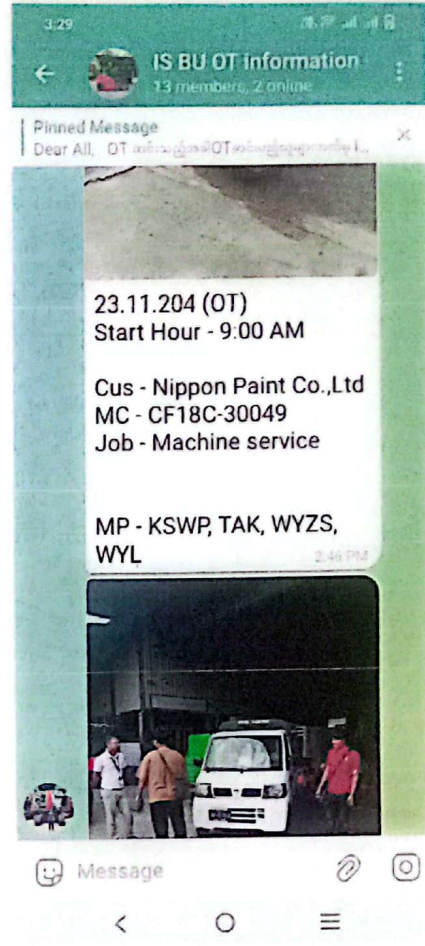 3:29
IS BU OT information
13 members, 2 online
Pinned Message
Dear All, OT
23.11.204 (OT)
Start Hour - 9:00 AM
Cus - Nippon Paint Co.,Ltd
MC - CF18C-30049
Job - Machine service
MP - KSWP, TAK, WYZS,
WYL
2:46 PM
Message